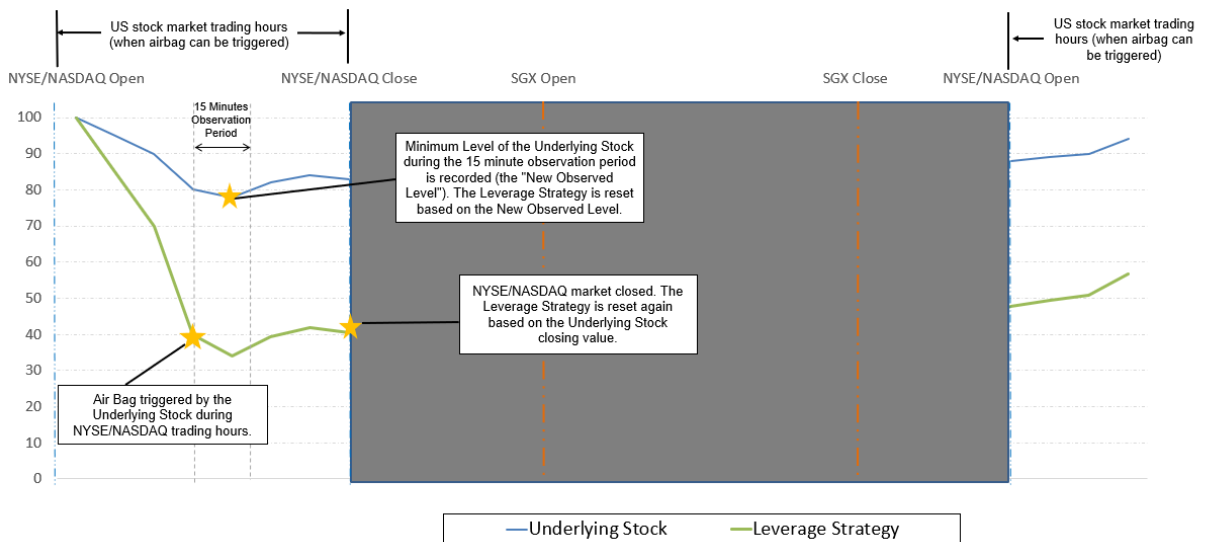 US stock market trading hours
(when airbag can be triggered)
US stock market trading
hours (when airbag can
be triggered)
NYSE/NASDAQ Open
NYSE/NASDAQ Close
SGX Open
SGX Close
NYSE/NASDAQ Open
15 Minutes
Observation
Period
100
90
80
70
60
50
40
30
20
10
0
Minimum Level of the Underlying Stock
during the 15 minute observation period
is recorded (the "New Observed
Level"). The Leverage Strategy is reset
based on the New Observed Level.
NYSE/NASDAQ market closed. The
Leverage Strategy is reset again
based on the Underlying Stock
closing value.
Air Bag triggered by the
Underlying Stock during
NYSE/NASDAQ trading hours.
Underlying Stock
Leverage Strategy